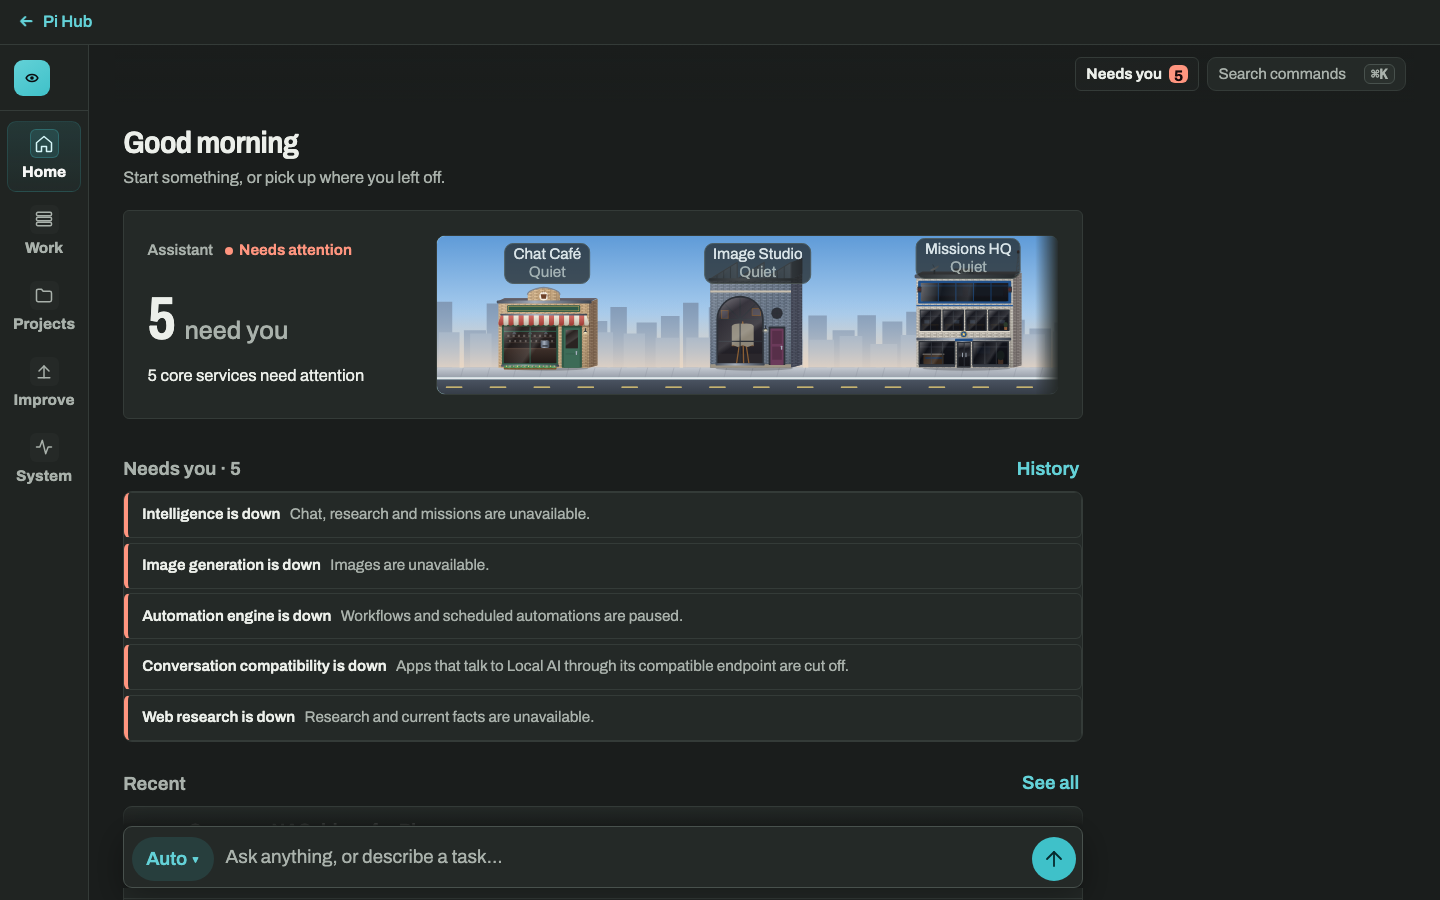 ← Pi Hub
Needs you 5
Search commands ⌘K
Home
Work
Projects
Improve
System
Good morning
Start something, or pick up where you left off.
Assistant ● Needs attention
5 need you
5 core services need attention
Chat Café
Quiet
Image Studio
Quiet
Missions HQ
Quiet
Needs you · 5
History
Intelligence is down Chat, research and missions are unavailable.
Image generation is down Images are unavailable.
Automation engine is down Workflows and scheduled automations are paused.
Conversation compatibility is down Apps that talk to Local AI through its compatible endpoint are cut off.
Web research is down Research and current facts are unavailable.
Recent
See all
Auto ▾
Ask anything, or describe a task...